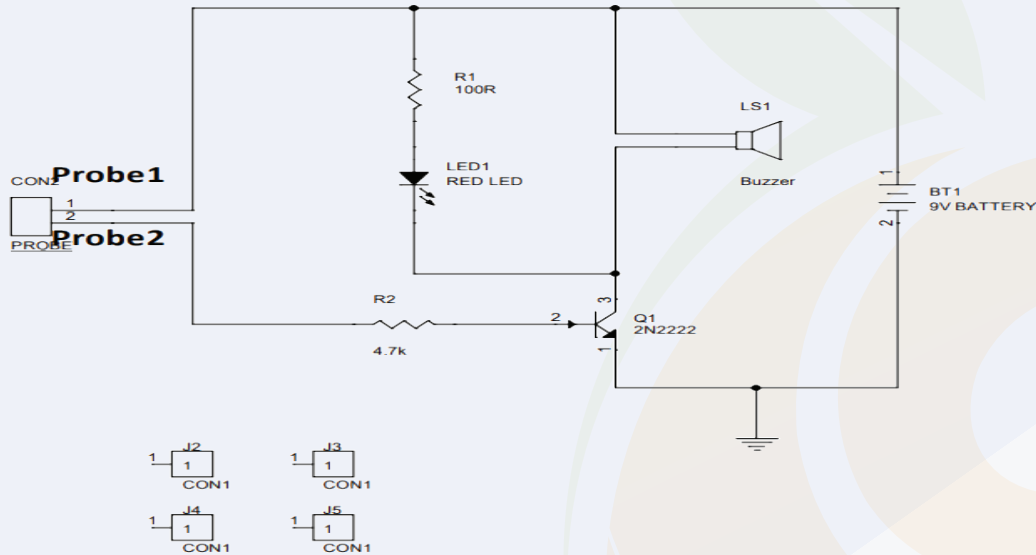 R1
100R
LS1
LED1
RED LED
Buzzer
CON2
Probe1
1
2
Probe2
PROBE
1
BT1
9V BATTERY
2
R2
4.7k
2
3
Q1
2N2222
1
J2
1
1
CON1
J3
1
1
CON1
J4
1
1
CON1
J5
1
1
CON1